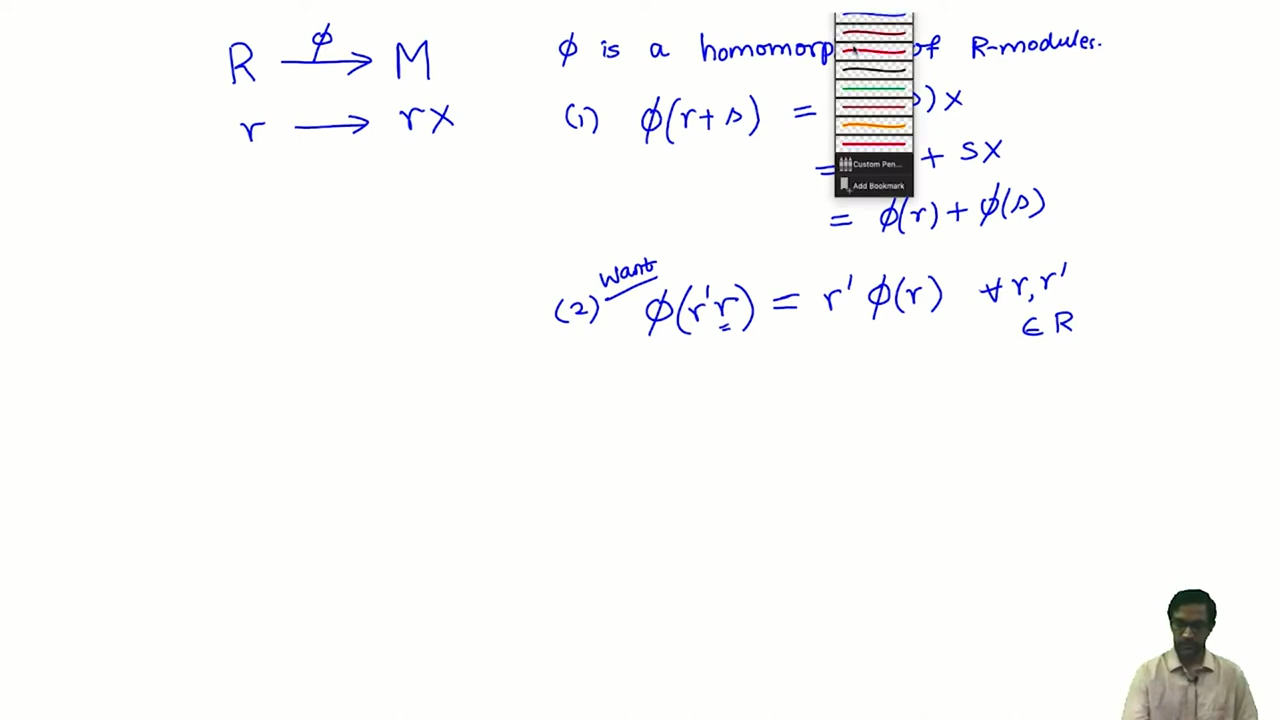 R —ϕ→ M
r ⟶ rx
ϕ is a homomorp of R-modules.
(1) ϕ(r+s) = )x
= + sx
= ϕ(r) + ϕ(s)
(2) Want ϕ(r'r) = r' ϕ(r) ∀ r, r'
∈ R
Custom Pen...
Add Bookmark